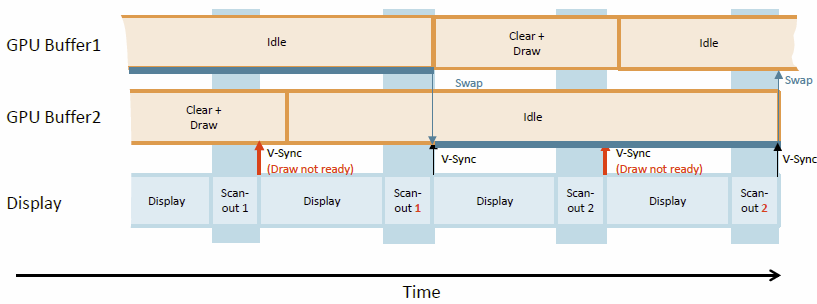 GPU Buffer1
Idle
Clear +
Draw
Idle
Swap
Swap
GPU Buffer2
Clear +
Draw
Idle
V-Sync
(Draw not ready)
V-Sync
V-Sync
(Draw not ready)
V-Sync
Display
Display
Scan-
out 1
Display
Scan-
out 1
Display
Scan-
out 2
Display
Scan-
out 2
Time